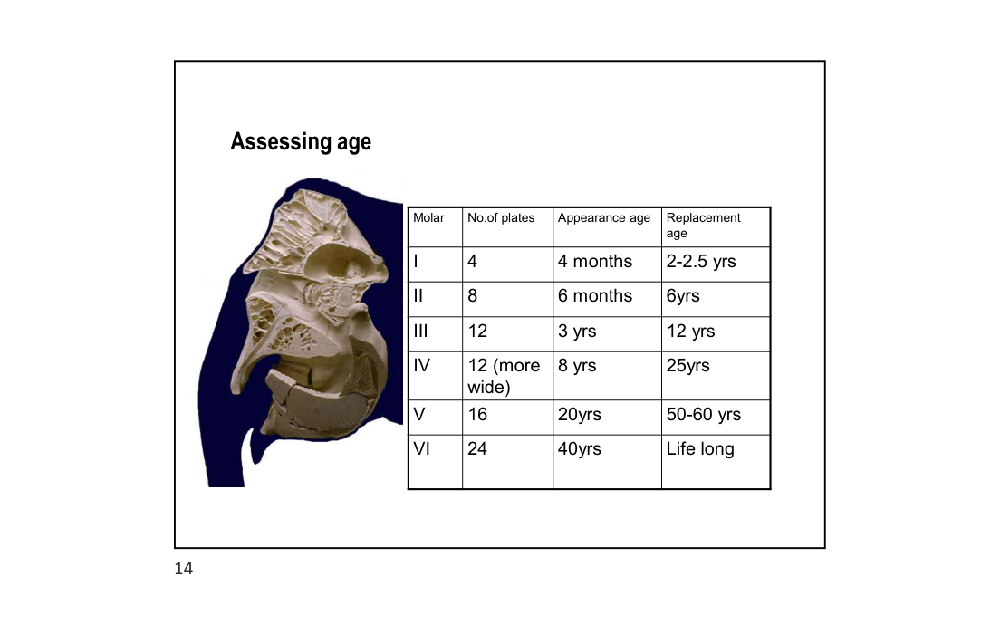 Assessing age
Molar No.of plates Appearance age Replacement
age
I 4 4 months 2-2.5 yrs
II 8 6 months 6yrs
III 12 3 yrs 12 yrs
IV 12 (more 8 yrs 25yrs
wide)
V 16 20yrs 50-60 yrs
VI 24 40yrs Life long
14